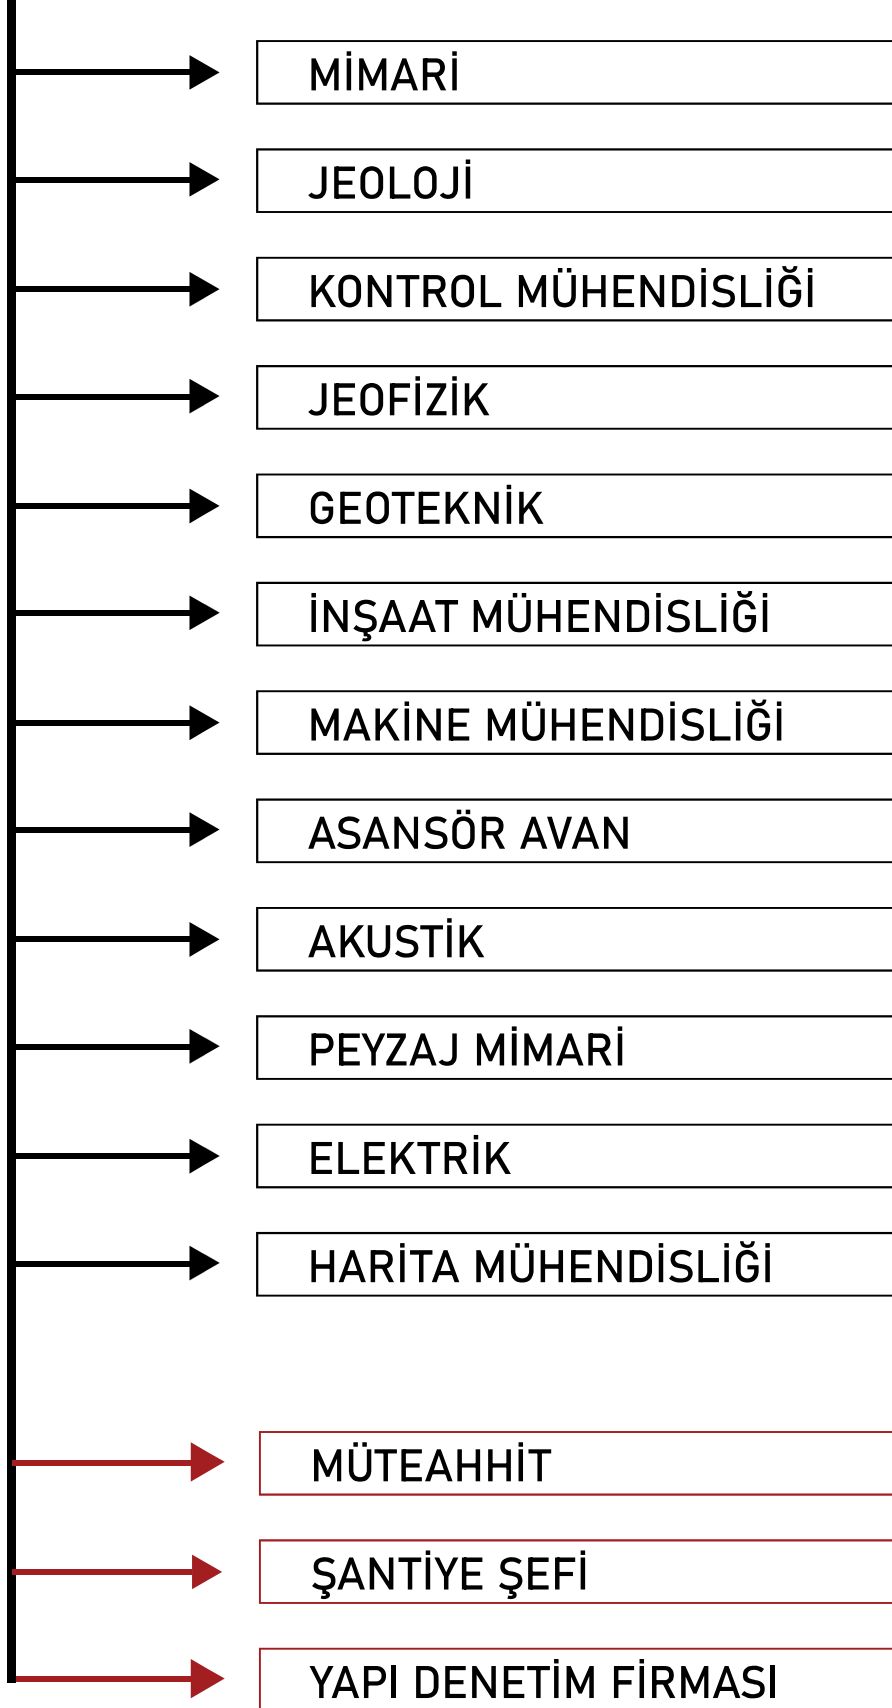 MİMARİ
JEOLOJİ
KONTROL MÜHENDİSLİĞİ
JEOFİZİK
GEOTEKNİK
İNŞAAT MÜHENDİSLİĞİ
MAKİNE MÜHENDİSLİĞİ
ASANSÖR AVAN
AKUSTİK
PEYZAJ MİMARİ
ELEKTRİK
HARİTA MÜHENDİSLİĞİ
MÜTEAHHİT
ŞANTİYE ŞEFİ
YAPI DENETİM FİRMASI